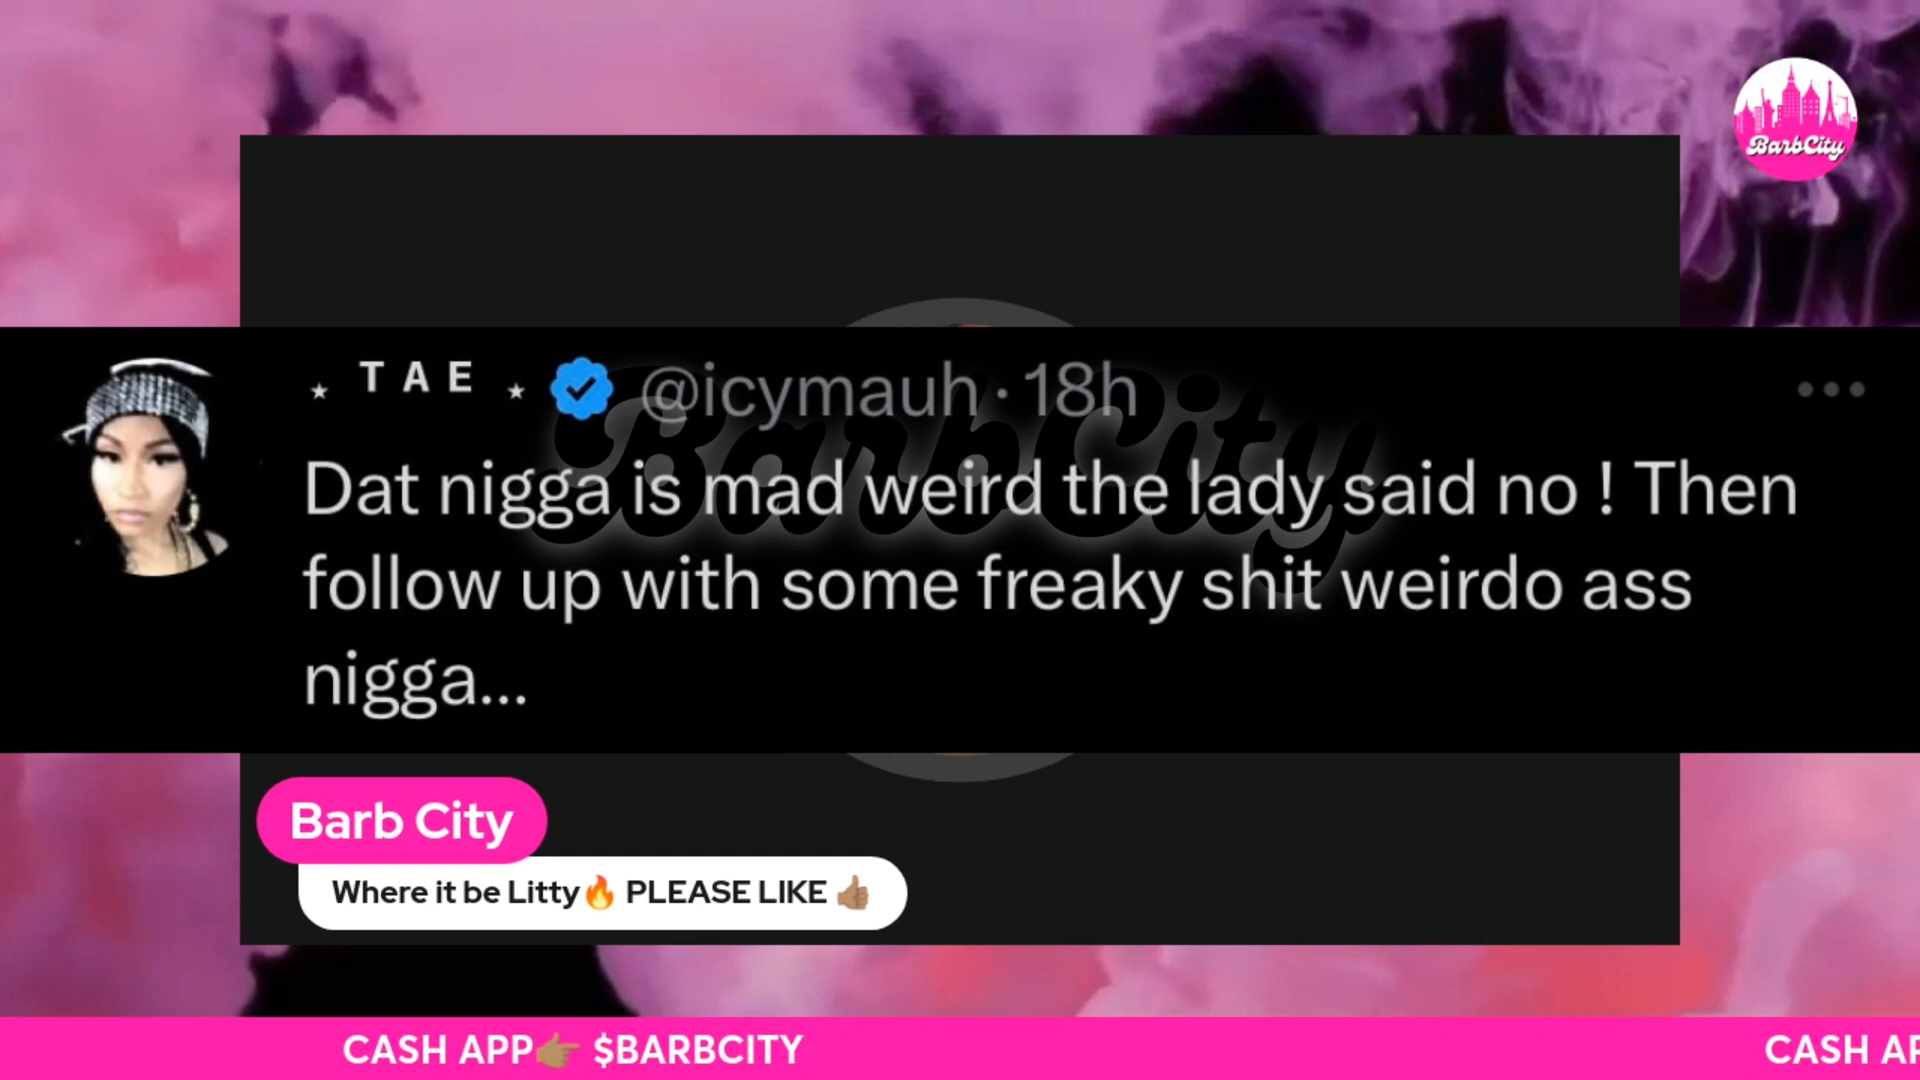 BarbCity
⋆ T A E ⋆ @icymauh · 18h
BarbCity
Dat nigga is mad weird the lady said no ! Then
follow up with some freaky shit weirdo ass
nigga...
Barb City
Where it be Litty🔥 PLEASE LIKE 👍🏽
CASH APP👉🏽 $BARBCITY
CASH AP